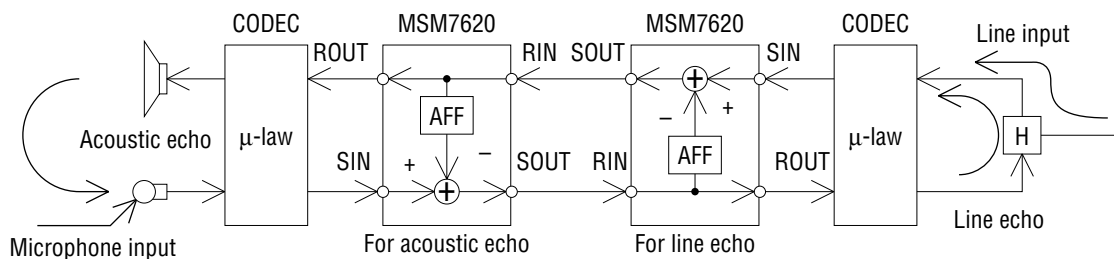 CODEC
MSM7620
MSM7620
CODEC
Line input
ROUT
RIN
SOUT
SIN
AFF
– +
Acoustic echo
μ-law
μ-law
H
SIN
+ –
SOUT
RIN
AFF
ROUT
+
Line echo
Microphone input
For acoustic echo
For line echo